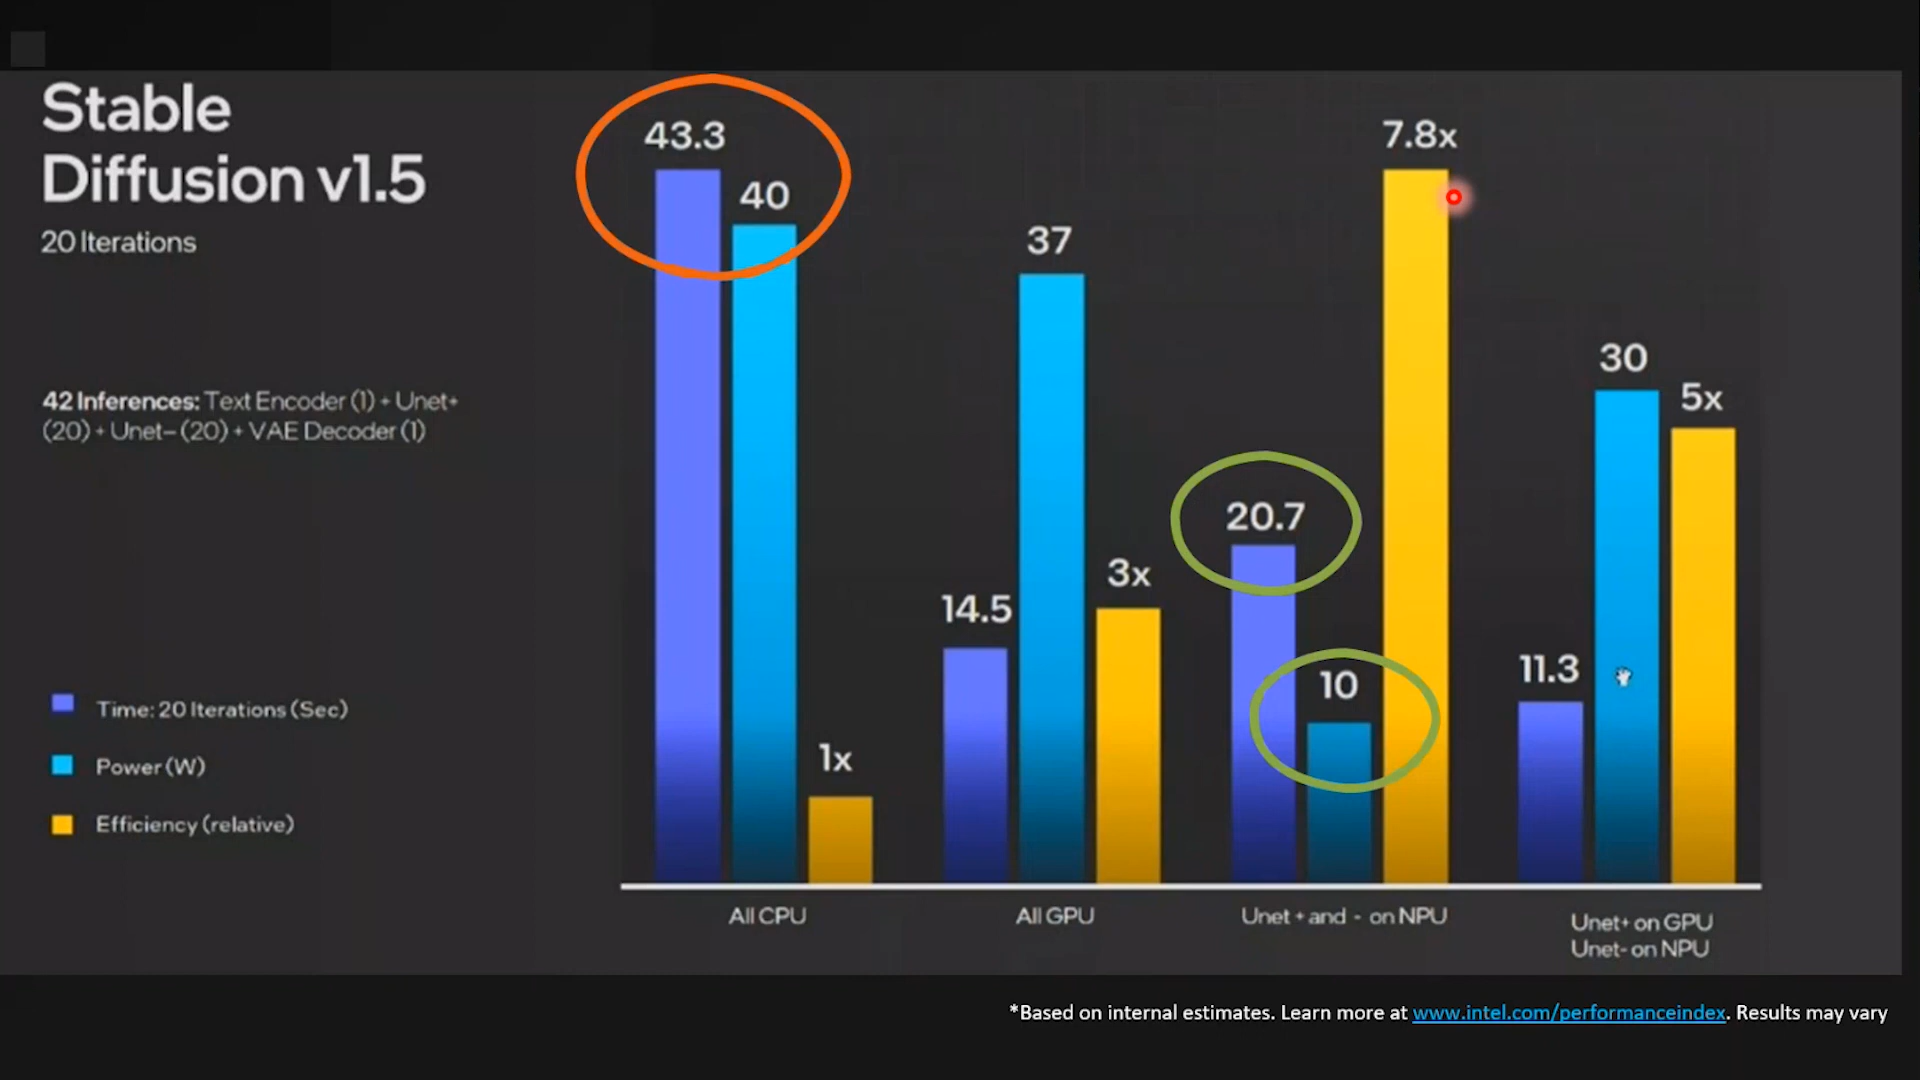 Stable
Diffusion v1.5
20 Iterations
42 Inferences: Text Encoder (1) + Unet+
(20) + Unet– (20) + VAE Decoder (1)
Time: 20 Iterations (Sec)
Power (W)
Efficiency (relative)
43.3
40
1x
14.5
37
3x
20.7
10
7.8x
11.3
30
5x
All CPU
All GPU
Unet + and - on NPU
Unet+ on GPU
Unet- on NPU
*Based on internal estimates. Learn more at www.intel.com/performanceindex. Results may vary